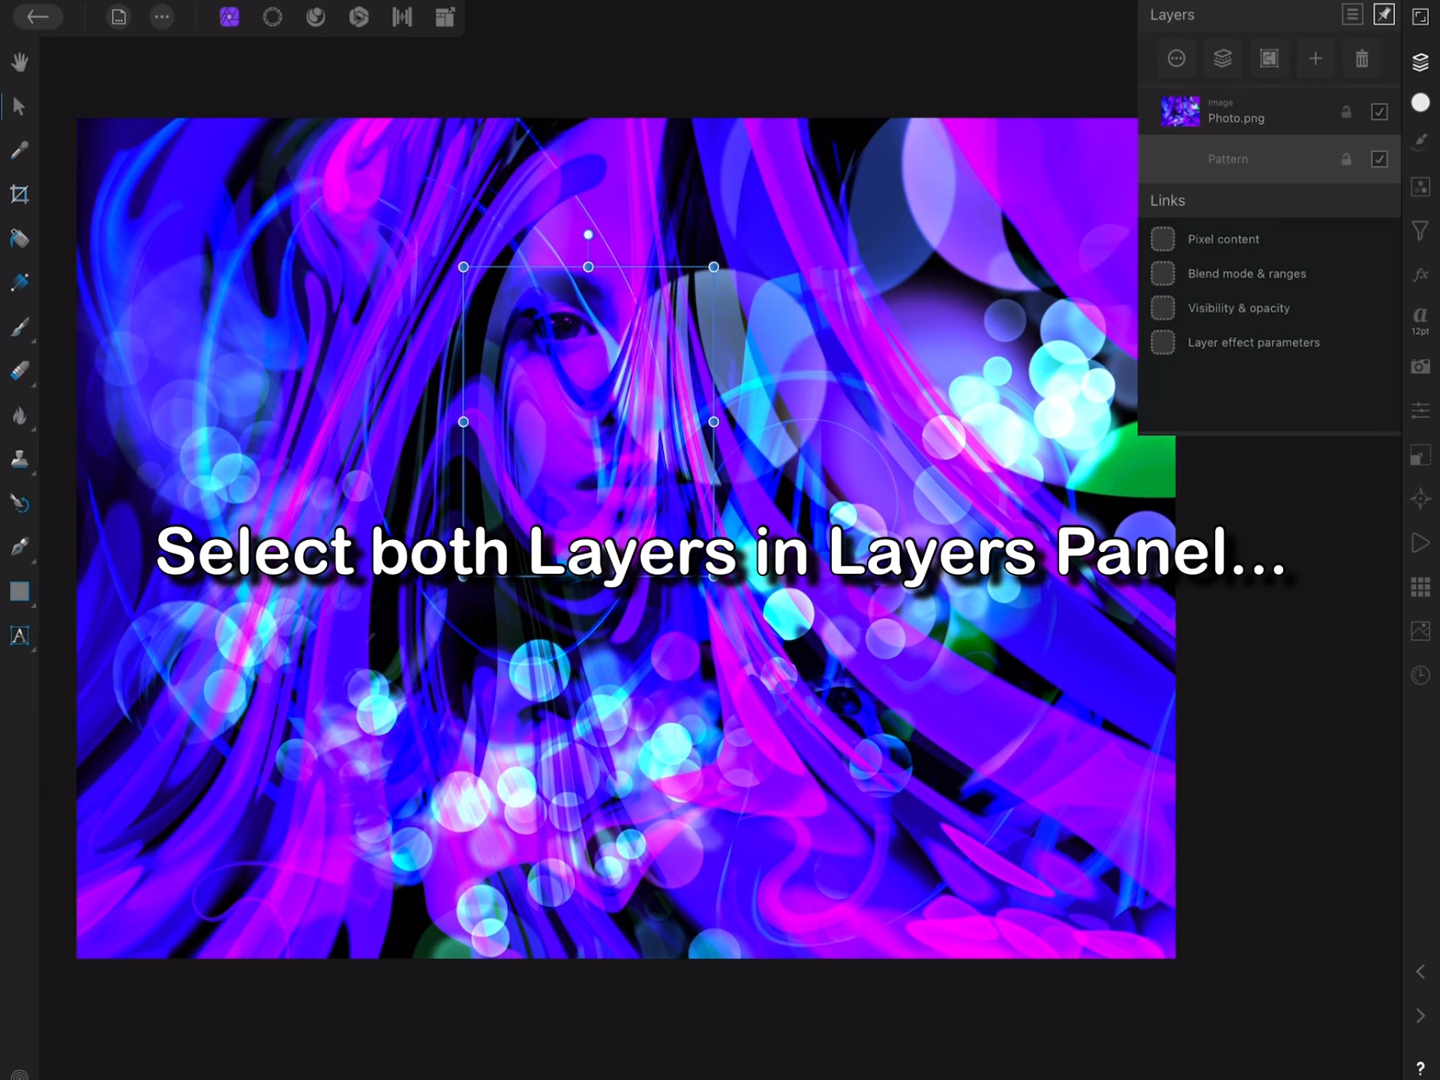 Layers
Image
Photo.png
Pattern
Links
Pixel content
Blend mode & ranges
Visibility & opacity
Layer effect parameters
fx
a
12pt
A
Select both Layers in Layers Panel...
?